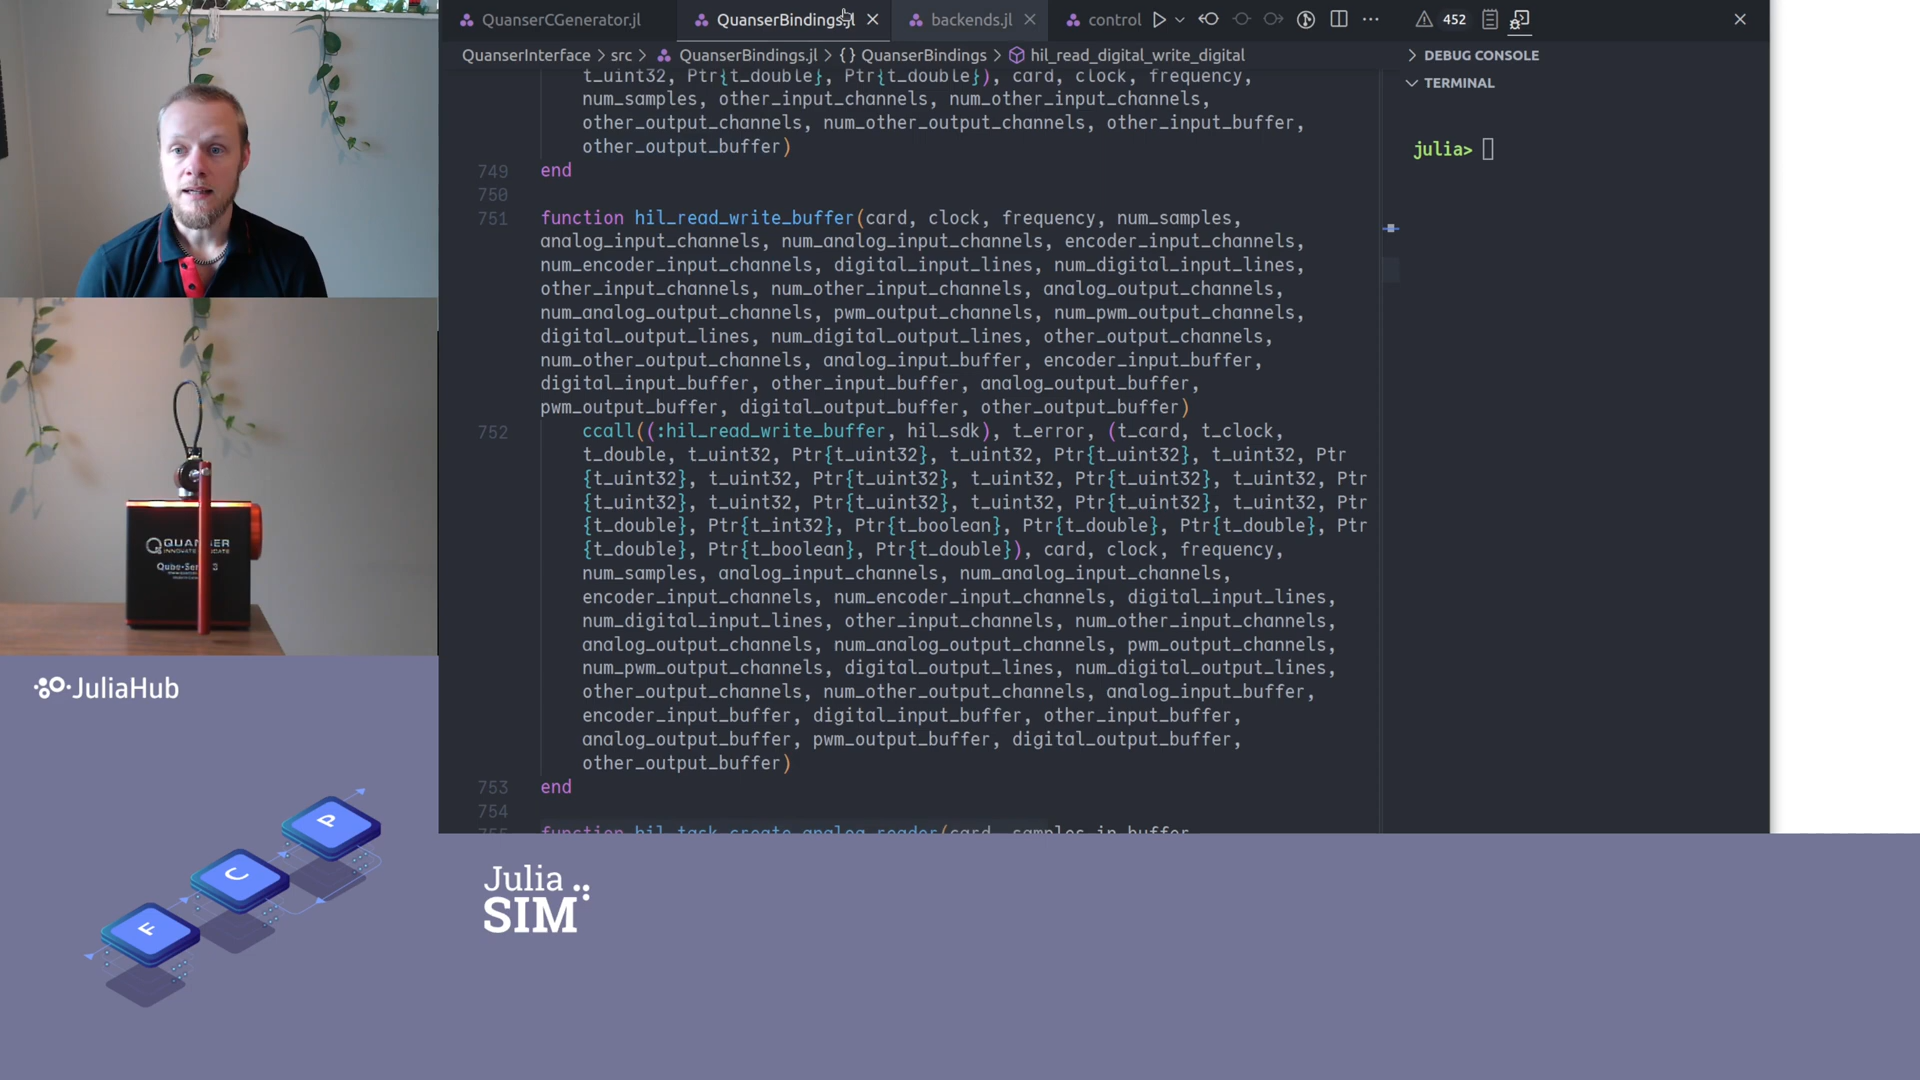 QuanserCGenerator.jl
QuanserBindings.jl
backends.jl
control
452
QuanserInterface > src > QuanserBindings.jl > {} QuanserBindings > hil_read_digital_write_digital
DEBUG CONSOLE
TERMINAL
julia>
t_uint32, Ptr{t_double}, Ptr{t_double}), card, clock, frequency,
num_samples, other_input_channels, num_other_input_channels,
other_output_channels, num_other_output_channels, other_input_buffer,
other_output_buffer)
749 end
750
751 function hil_read_write_buffer(card, clock, frequency, num_samples,
analog_input_channels, num_analog_input_channels, encoder_input_channels,
num_encoder_input_channels, digital_input_lines, num_digital_input_lines,
other_input_channels, num_other_input_channels, analog_output_channels,
num_analog_output_channels, pwm_output_channels, num_pwm_output_channels,
digital_output_lines, num_digital_output_lines, other_output_channels,
num_other_output_channels, analog_input_buffer, encoder_input_buffer,
digital_input_buffer, other_input_buffer, analog_output_buffer,
pwm_output_buffer, digital_output_buffer, other_output_buffer)
752 ccall((:hil_read_write_buffer, hil_sdk), t_error, (t_card, t_clock,
t_double, t_uint32, Ptr{t_uint32}, t_uint32, Ptr{t_uint32}, t_uint32, Ptr
{t_uint32}, t_uint32, Ptr{t_uint32}, t_uint32, Ptr{t_uint32}, t_uint32, Ptr
{t_uint32}, t_uint32, Ptr{t_uint32}, t_uint32, Ptr{t_uint32}, t_uint32, Ptr
{t_double}, Ptr{t_int32}, Ptr{t_boolean}, Ptr{t_double}, Ptr{t_double}, Ptr
{t_double}, Ptr{t_boolean}, Ptr{t_double}), card, clock, frequency,
num_samples, analog_input_channels, num_analog_input_channels,
encoder_input_channels, num_encoder_input_channels, digital_input_lines,
num_digital_input_lines, other_input_channels, num_other_input_channels,
analog_output_channels, num_analog_output_channels, pwm_output_channels,
num_pwm_output_channels, digital_output_lines, num_digital_output_lines,
other_output_channels, num_other_output_channels, analog_input_buffer,
encoder_input_buffer, digital_input_buffer, other_input_buffer,
analog_output_buffer, pwm_output_buffer, digital_output_buffer,
other_output_buffer)
753 end
754
function hil_task_create_analog_reader(card, samples_in_buffer,
QUANSER
JuliaHub
F
C
P
Julia
SIM